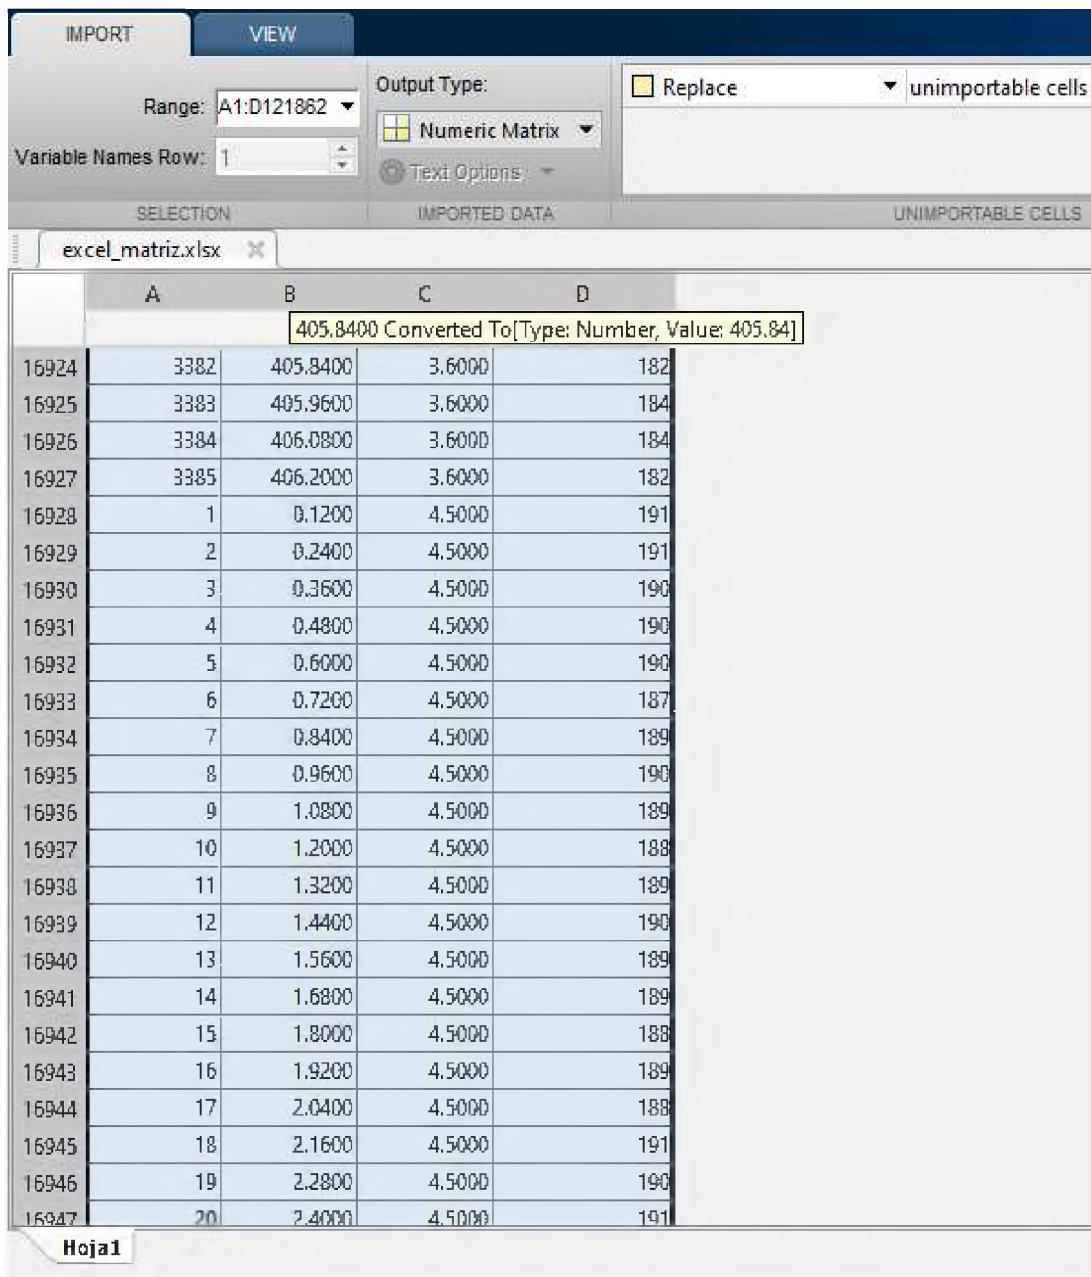 IMPORT VIEW
Output Type:
Replace unimportable cells
Range: A1:D121862
Numeric Matrix
Variable Names Row: 1
Text Options
SELECTION IMPORTED DATA UNIMPORTABLE CELLS
excel_matriz.xlsx
A B C D
405.8400 Converted To[Type: Number, Value: 405.84]
16924 3382 405.8400 3.6000 182
16925 3383 405.9600 3.6000 184
16926 3384 406.0800 3.6000 184
16927 3385 406.2000 3.6000 182
16928 1 0.1200 4.5000 191
16929 2 0.2400 4.5000 191
16930 3 0.3600 4.5000 190
16931 4 0.4800 4.5000 190
16932 5 0.6000 4.5000 190
16933 6 0.7200 4.5000 187
16934 7 0.8400 4.5000 189
16935 8 0.9600 4.5000 190
16936 9 1.0800 4.5000 189
16937 10 1.2000 4.5000 188
16938 11 1.3200 4.5000 189
16939 12 1.4400 4.5000 190
16940 13 1.5600 4.5000 189
16941 14 1.6800 4.5000 189
16942 15 1.8000 4.5000 188
16943 16 1.9200 4.5000 189
16944 17 2.0400 4.5000 188
16945 18 2.1600 4.5000 191
16946 19 2.2800 4.5000 190
16947 20 2.4000 4.5000 191
Hoja1